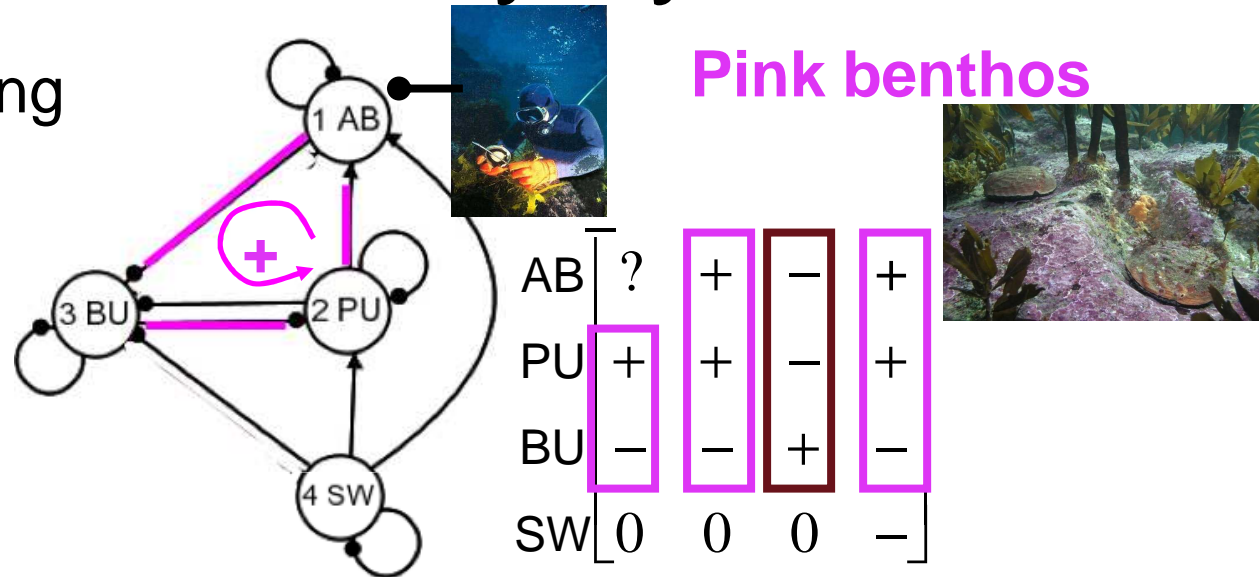 ng
Pink benthos
1 AB
+
3 BU
2 PU
4 SW
AB ? + − +
PU + + − +
BU − − + −
SW 0 0 0 −